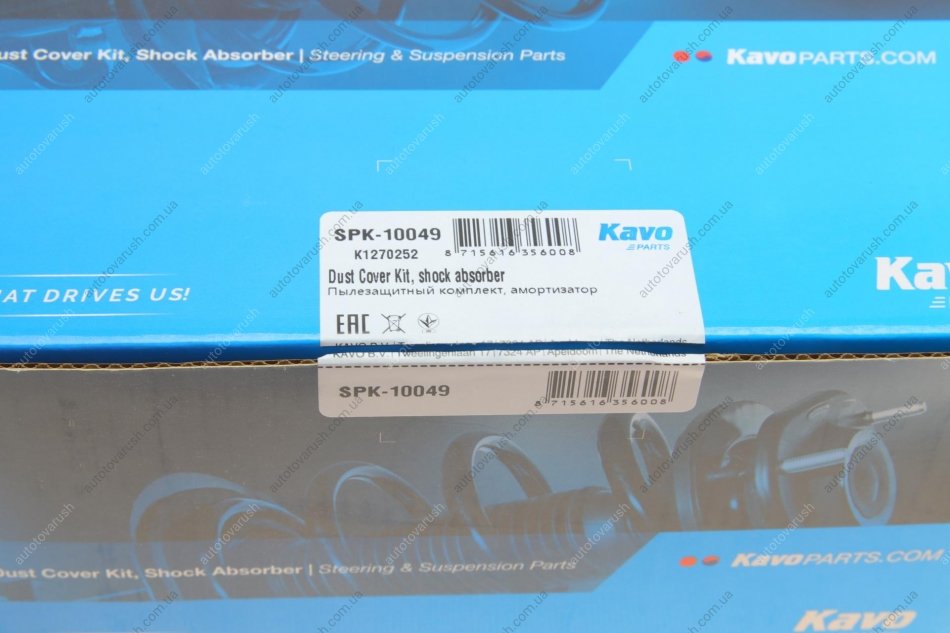 Dust Cover Kit, Shock Absorber | Steering & Suspension Parts
KAVOPARTS.COM
SPK-10049
K1270252
8 715616 356008
Kavo
PARTS
Dust Cover Kit, shock absorber
Пылезащитный комплект, амортизатор
EAC
AT DRIVES US!
Ka
KAVO B.V. | Tweelingenlaan 17 | 7324 AP | Apeldoorn, The Netherlands
SPK-10049
8 715616 356008
Dust Cover Kit, Shock Absorber | Steering & Suspension Parts
KAVOPARTS.COM
Kavo
autotovarush.com.ua